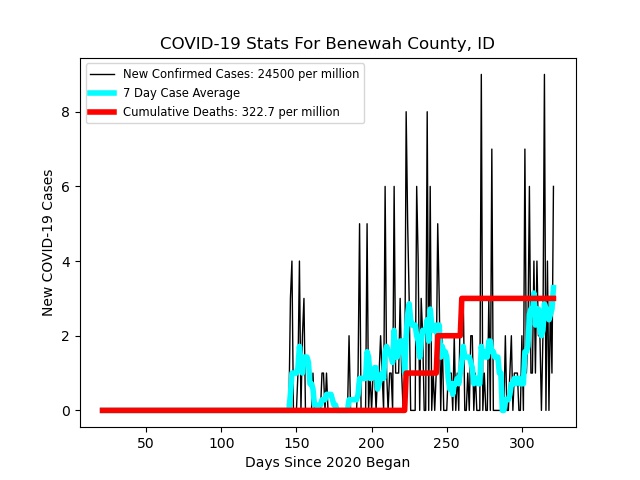 COVID-19 Stats For Benewah County, ID
New Confirmed Cases: 24500 per million
7 Day Case Average
Cumulative Deaths: 322.7 per million
New COVID-19 Cases
8
6
4
2
0
50 100 150 200 250 300
Days Since 2020 Began